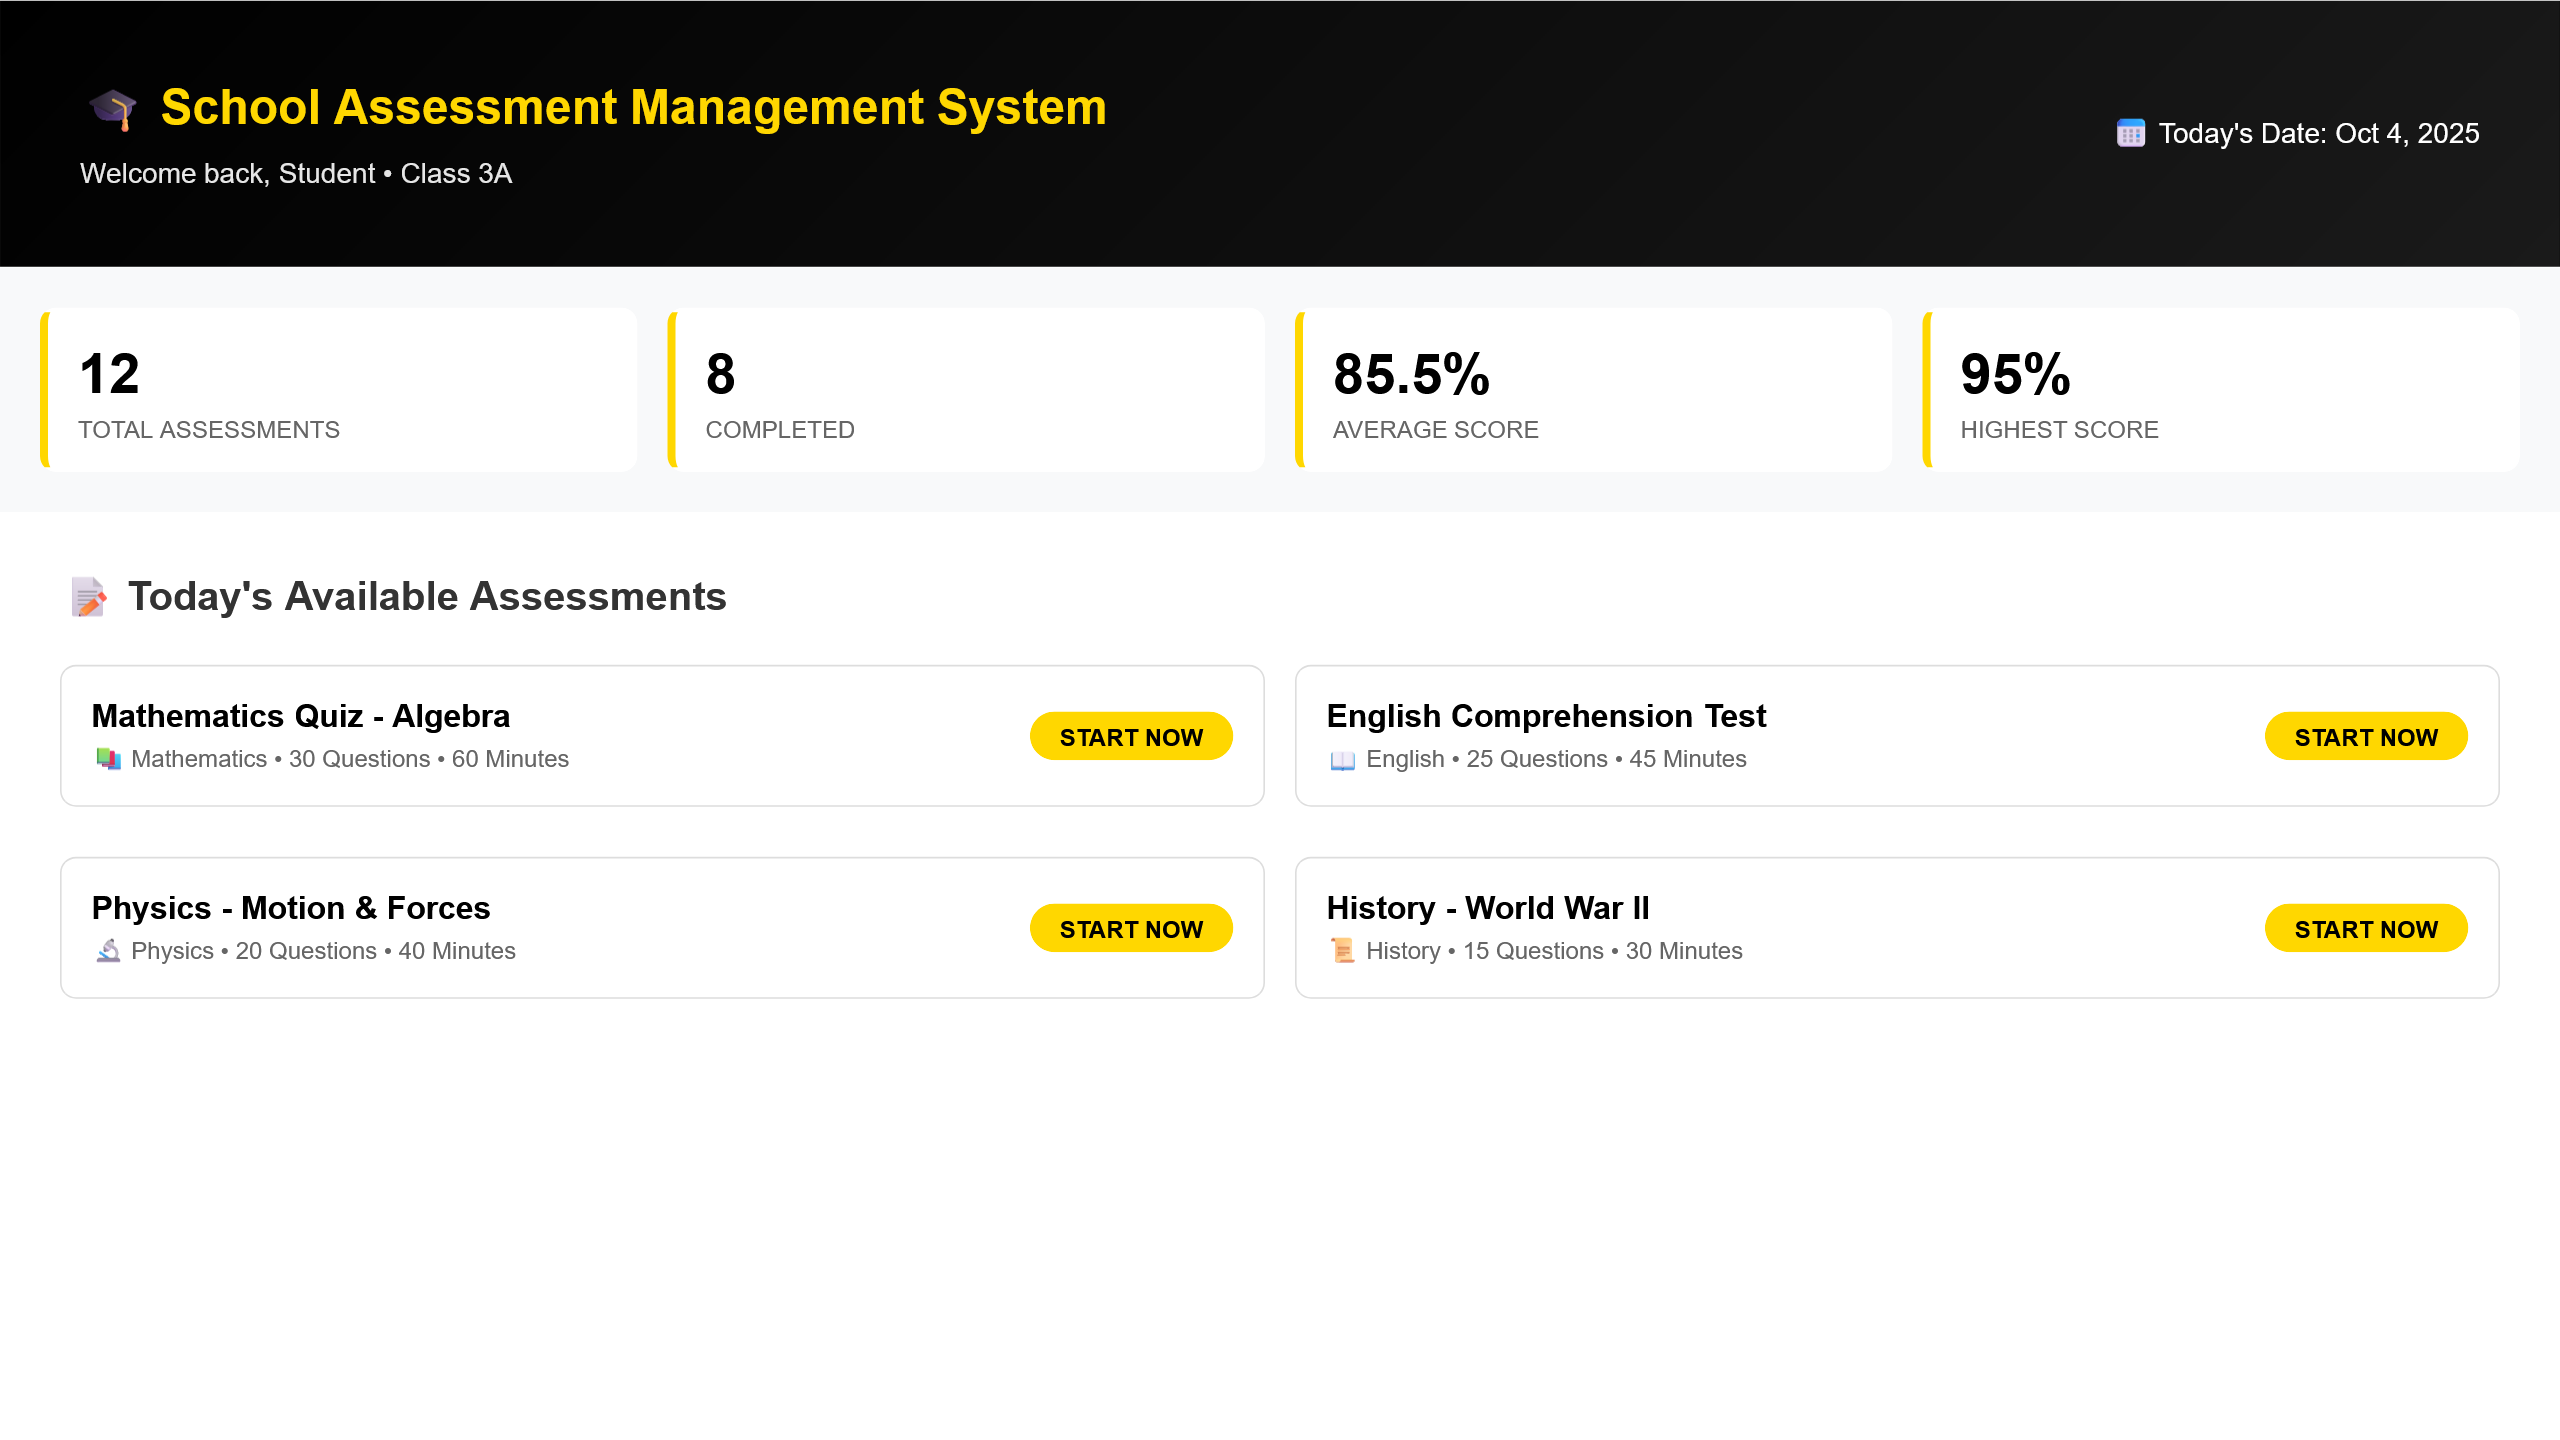 School Assessment Management System
Welcome back, Student • Class 3A
Today's Date: Oct 4, 2025
12
TOTAL ASSESSMENTS
8
COMPLETED
85.5%
AVERAGE SCORE
95%
HIGHEST SCORE
Today's Available Assessments
Mathematics Quiz - Algebra
Mathematics • 30 Questions • 60 Minutes
START NOW
English Comprehension Test
English • 25 Questions • 45 Minutes
START NOW
Physics - Motion & Forces
Physics • 20 Questions • 40 Minutes
START NOW
History - World War II
History • 15 Questions • 30 Minutes
START NOW